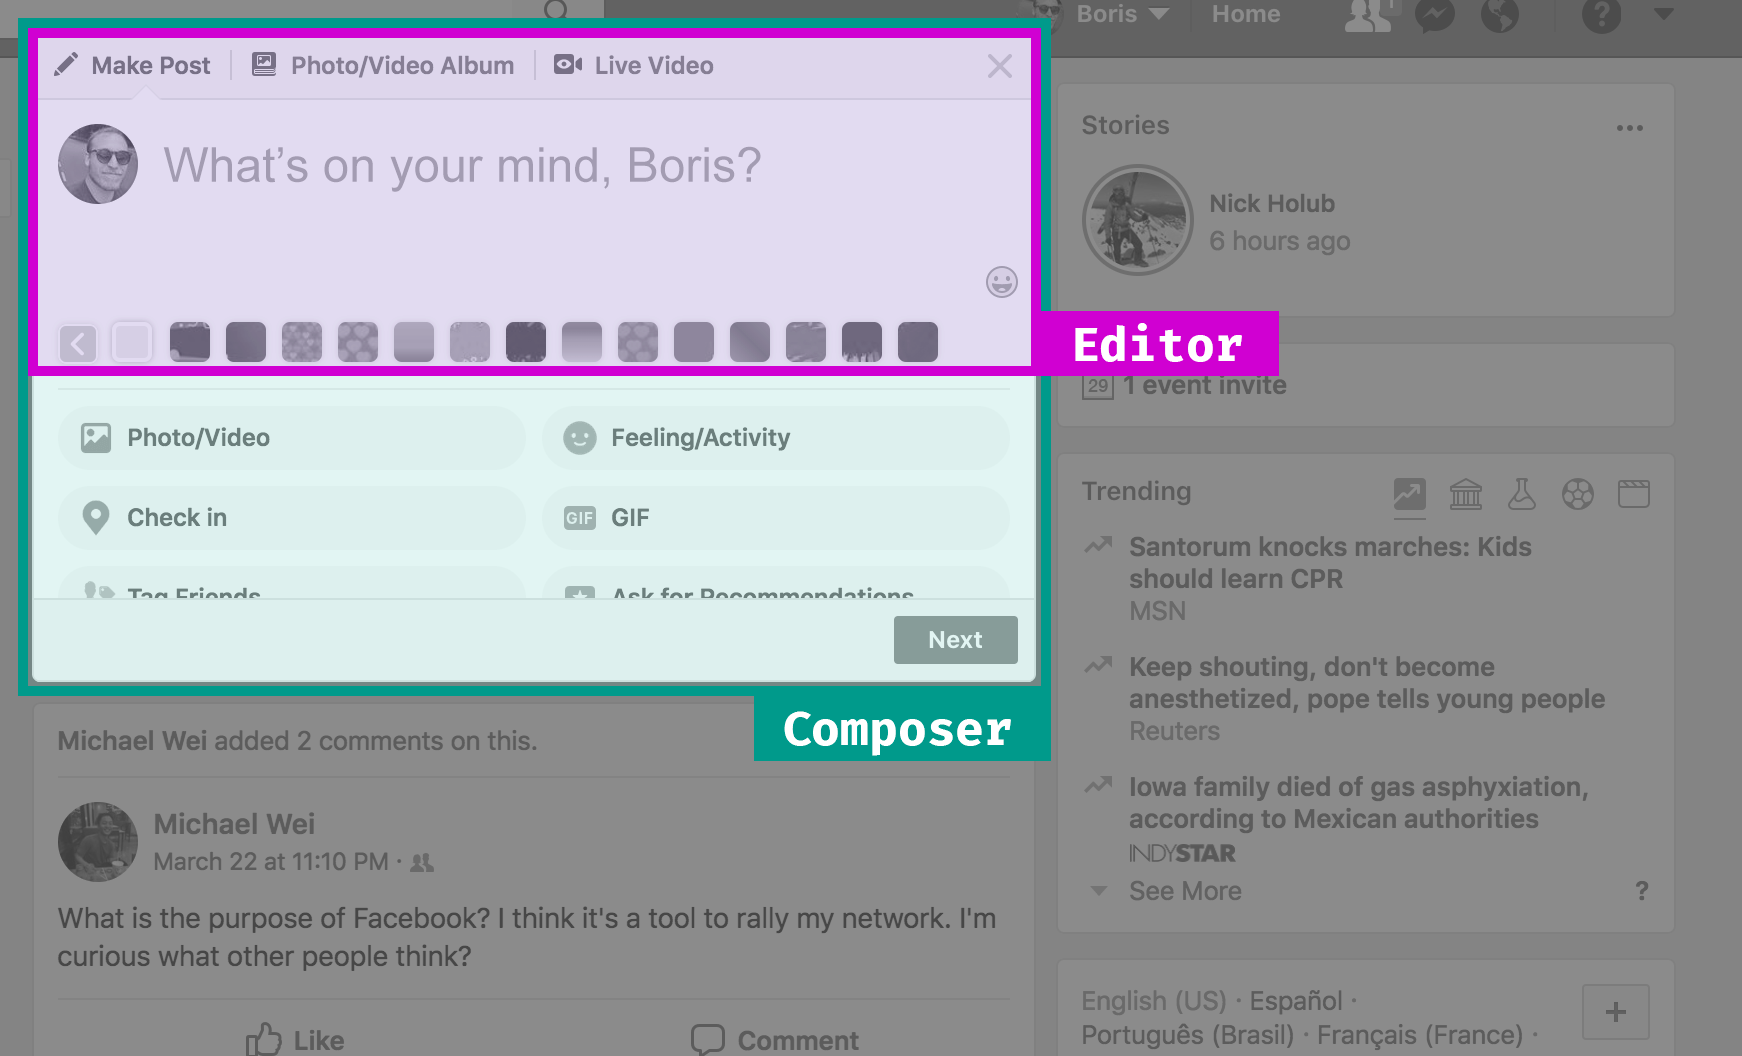 Boris
Home
1
Make Post
Photo/Video Album
Live Video
What's on your mind, Boris?
Editor
Photo/Video
Feeling/Activity
Check in
GIF
GIF
Tag Friends
Ask for Recommendations
Next
Composer
Stories
Nick Holub
6 hours ago
29
1 event invite
Trending
Santorum knocks marches: Kids
should learn CPR
MSN
Keep shouting, don't become
anesthetized, pope tells young people
Reuters
Iowa family died of gas asphyxiation,
according to Mexican authorities
INDYSTAR
See More
?
Michael Wei added 2 comments on this.
Michael Wei
March 22 at 11:10 PM ·
What is the purpose of Facebook? I think it's a tool to rally my network. I'm
curious what other people think?
Like
Comment
English (US) · Español ·
Português (Brasil) · Français (France) ·